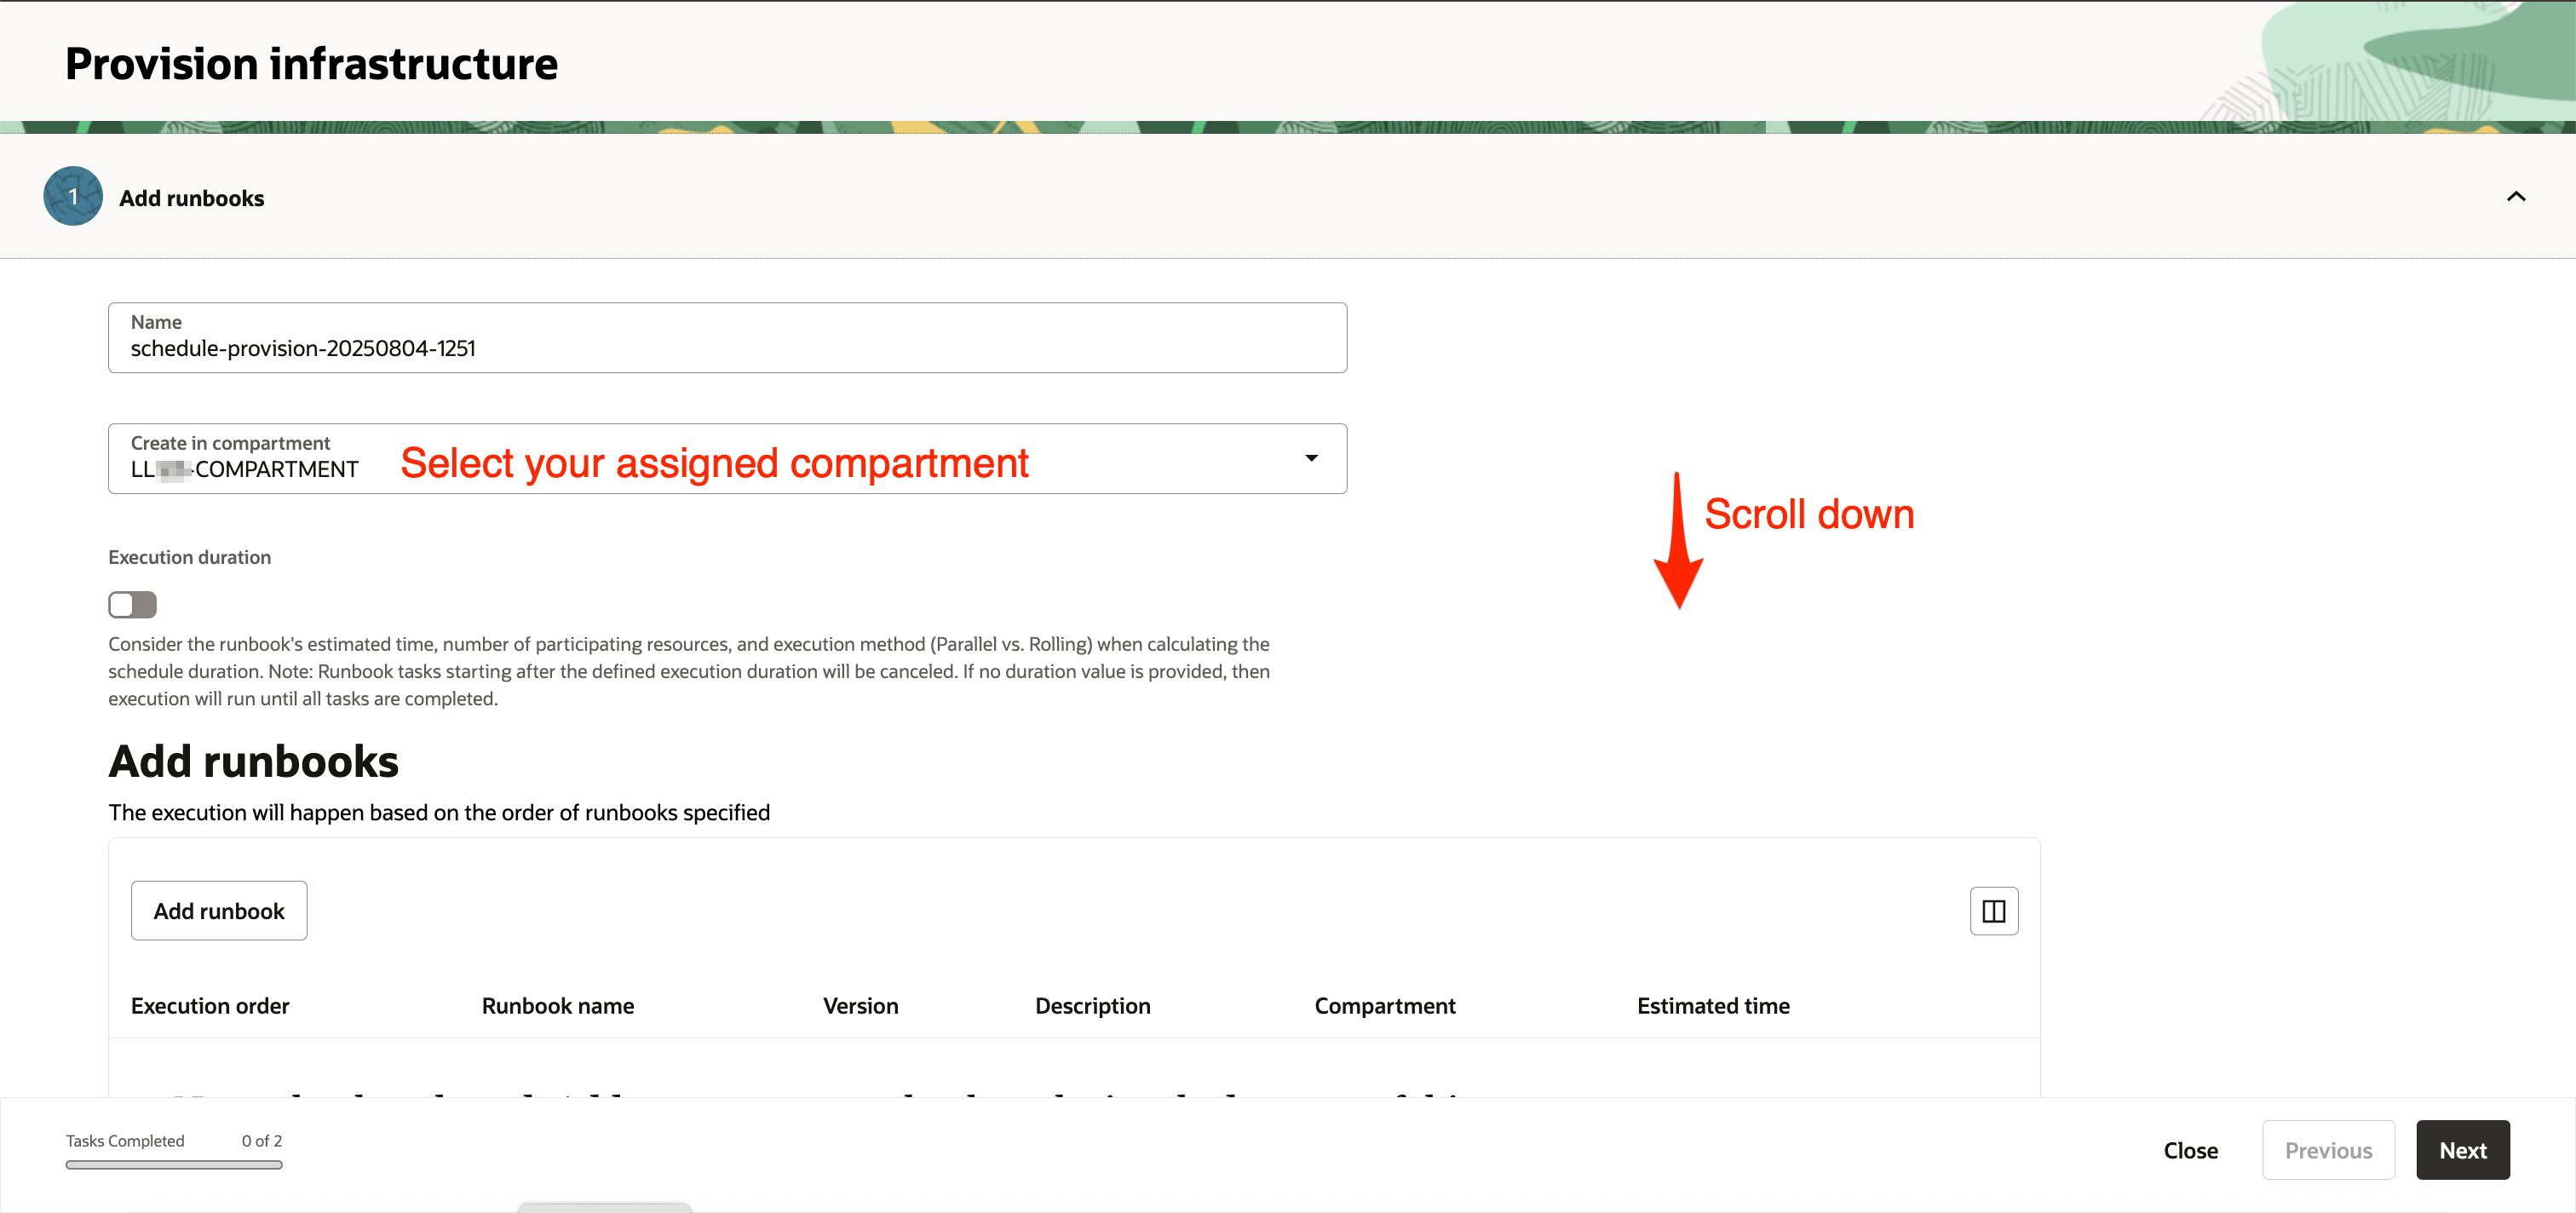 Provision infrastructure
1 Add runbooks
Name
schedule-provision-20250804-1251
Create in compartment
LL -COMPARTMENT Select your assigned compartment
Scroll down
Execution duration
Consider the runbook's estimated time, number of participating resources, and execution method (Parallel vs. Rolling) when calculating the
schedule duration. Note: Runbook tasks starting after the defined execution duration will be canceled. If no duration value is provided, then
execution will run until all tasks are completed.
Add runbooks
The execution will happen based on the order of runbooks specified
Add runbook
Execution order Runbook name Version Description Compartment Estimated time
Tasks Completed 0 of 2
Close Previous Next